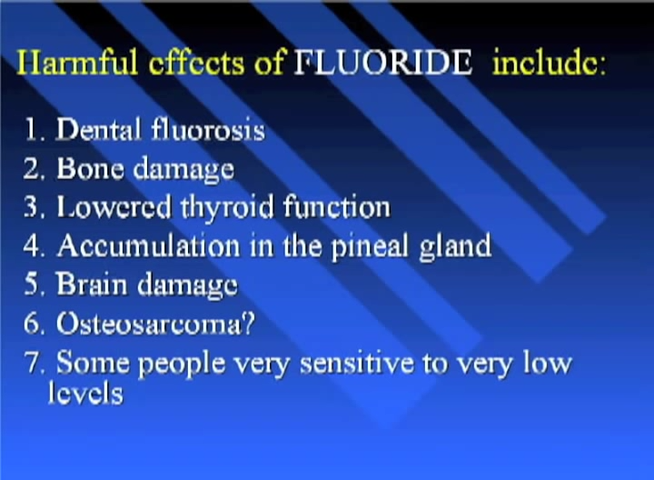 Harmful effects of FLUORIDE include:
1. Dental fluorosis
2. Bone damage
3. Lowered thyroid function
4. Accumulation in the pineal gland
5. Brain damage
6. Osteosarcoma?
7. Some people very sensitive to very low
levels